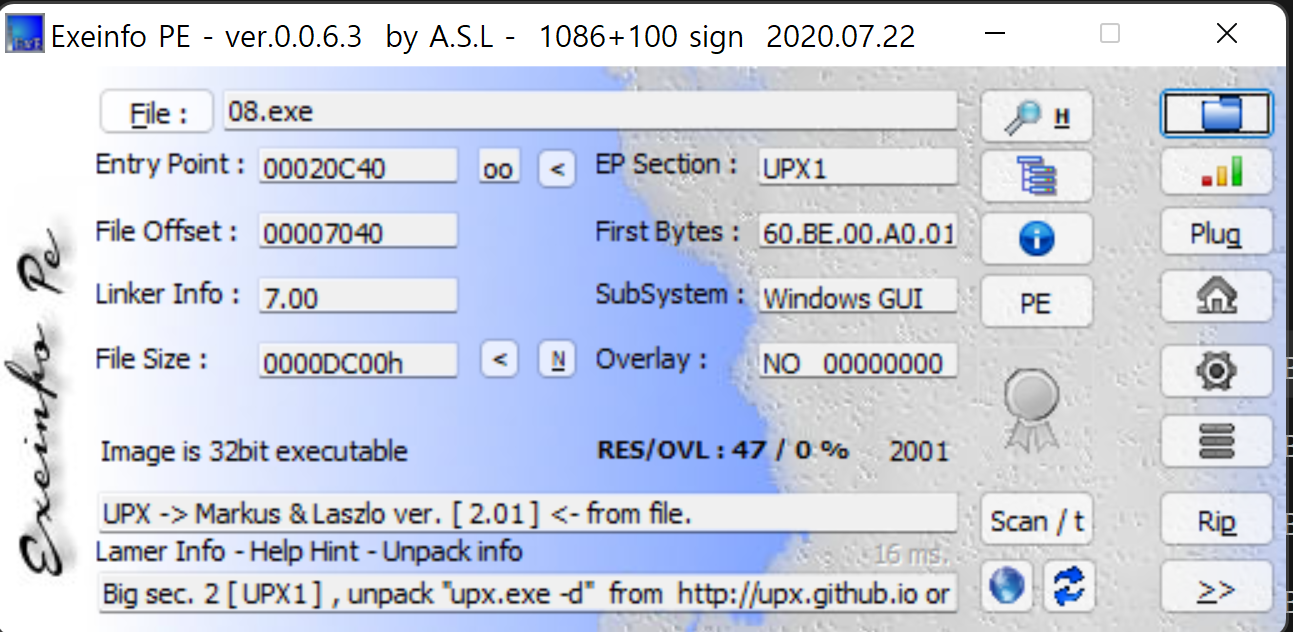 Exeinfo PE - ver.0.0.6.3 by A.S.L - 1086+100 sign 2020.07.22
File : 08.exe H
Entry Point : 00020C40 oo < EP Section : UPX1
File Offset : 00007040 First Bytes : 60.BE.00.A0.01 Plug
Linker Info : 7.00 SubSystem : Windows GUI PE
File Size : 0000DC00h < N Overlay : NO 00000000
Image is 32bit executable RES/OVL : 47 / 0 % 2001
UPX -> Markus & Laszlo ver. [ 2.01 ] <- from file. Scan / t Rip
Lamer Info - Help Hint - Unpack info 16 ms.
Big sec. 2 [ UPX1 ] , unpack "upx.exe -d" from http://upx.github.io or >>
Exeinfo Pe